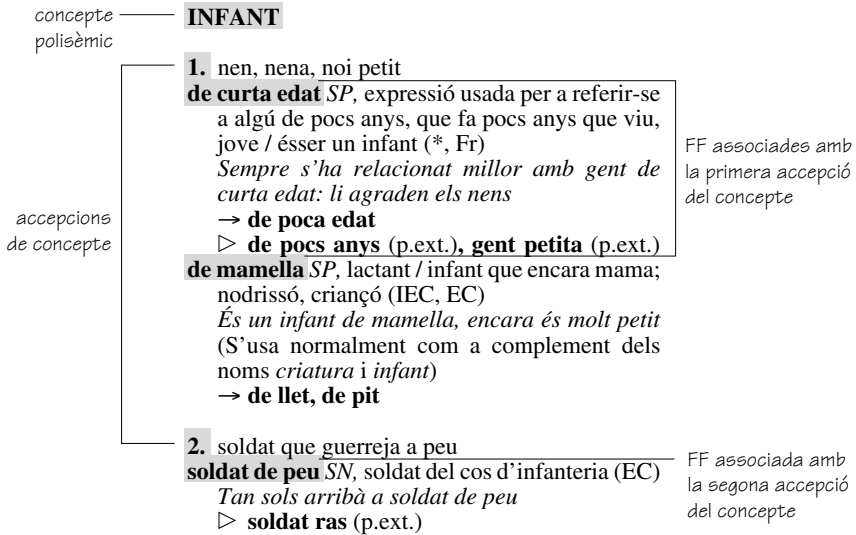 concepte
polisèmic
INFANT
accepcions
de concepte
1. nen, nena, noi petit
de curta edat SP, expressió usada per a referir-se
a algú de pocs anys, que fa pocs anys que viu,
jove / ésser un infant (*, Fr)
Sempre s’ha relacionat millor amb gent de
curta edat: li agraden els nens
→ de poca edat
▷ de pocs anys (p.ext.), gent petita (p.ext.)
de mamella SP, lactant / infant que encara mama;
nodrissó, criançó (IEC, EC)
És un infant de mamella, encara és molt petit
(S’usa normalment com a complement dels
noms criatura i infant)
→ de llet, de pit
FF associades amb
la primera accepció
del concepte
2. soldat que guerreja a peu
soldat de peu SN, soldat del cos d’infanteria (EC)
Tan sols arribà a soldat de peu
▷ soldat ras (p.ext.)
FF associada amb
la segona accepció
del concepte